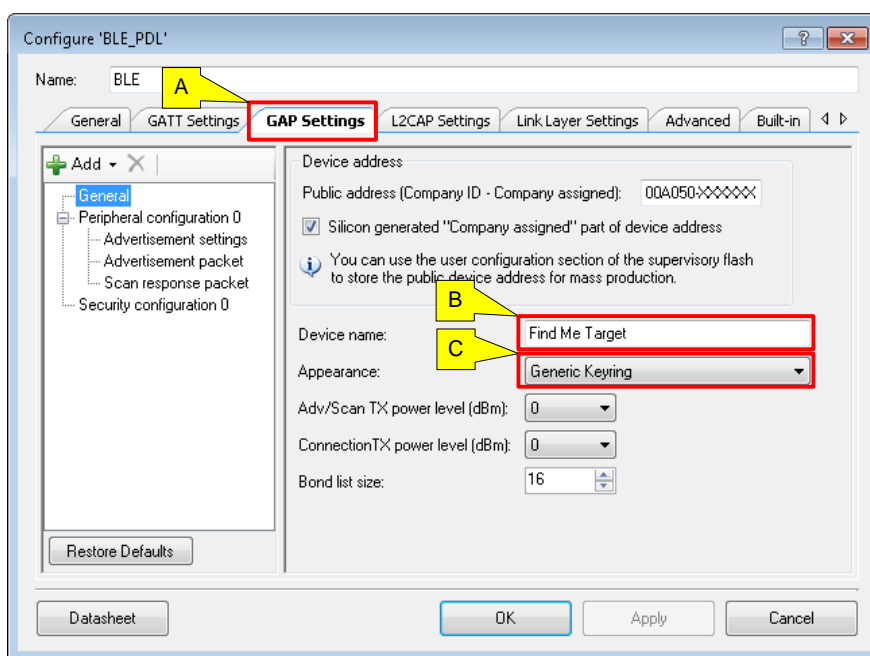 Configure 'BLE_PDL'
Name: BLE
A
General GATT Settings GAP Settings L2CAP Settings Link Layer Settings Advanced Built-in
Add
General
Peripheral configuration 0
Advertisement settings
Advertisement packet
Scan response packet
Security configuration 0
Restore Defaults
Device address
Public address (Company ID - Company assigned): 00A050-XXXXXX
Silicon generated "Company assigned" part of device address
You can use the user configuration section of the supervisory flash
to store the public device address for mass production.
B
Device name: Find Me Target
C
Appearance: Generic Keyring
Adv/Scan TX power level (dBm): 0
ConnectionTX power level (dBm): 0
Bond list size: 16
Datasheet OK Apply Cancel